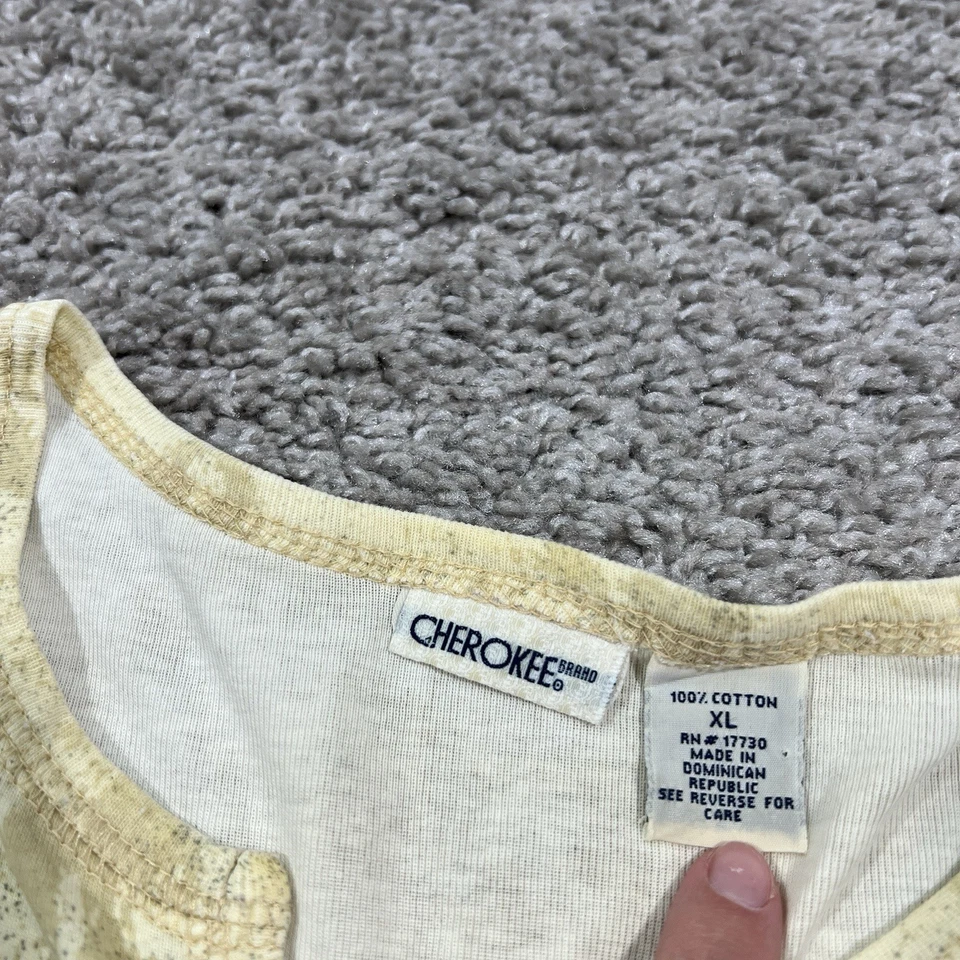 CHEROKEE BRAND
100% COTTON
XL
RN# 17730
MADE IN
DOMINICAN
REPUBLIC
SEE REVERSE FOR
CARE